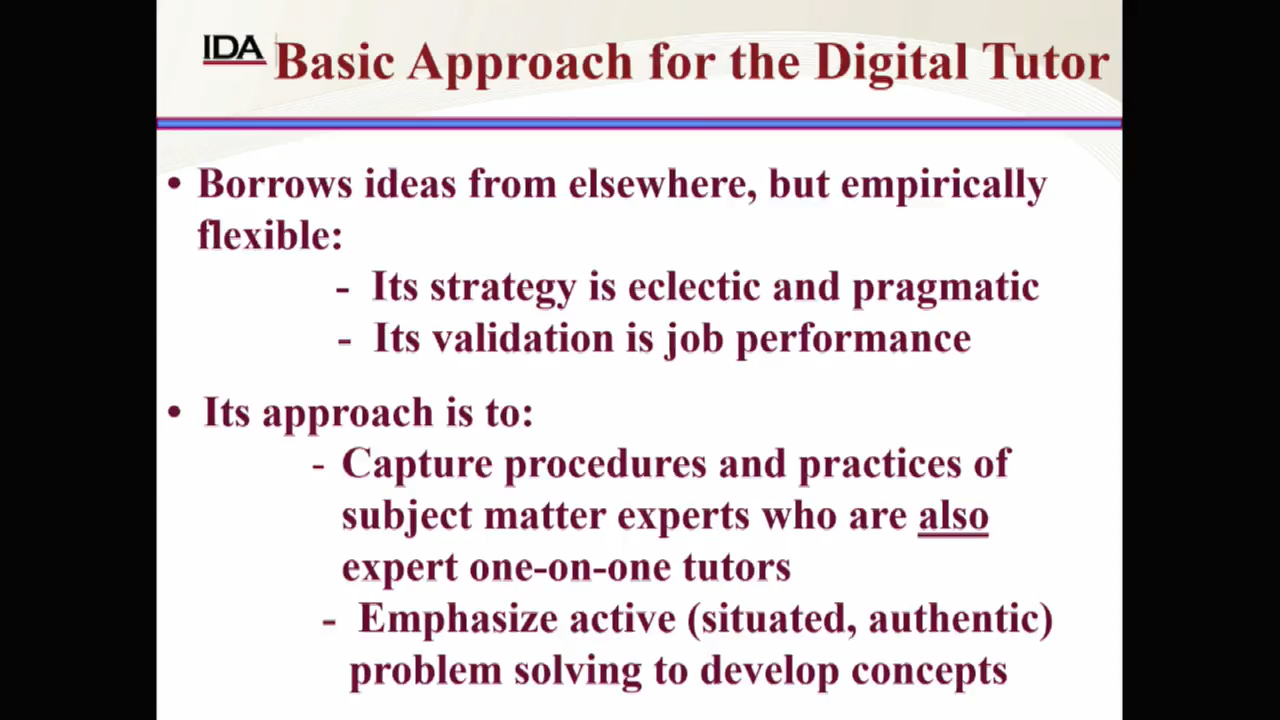 IDA Basic Approach for the Digital Tutor
• Borrows ideas from elsewhere, but empirically
flexible:
- Its strategy is eclectic and pragmatic
- Its validation is job performance
• Its approach is to:
- Capture procedures and practices of
subject matter experts who are also
expert one-on-one tutors
- Emphasize active (situated, authentic)
problem solving to develop concepts